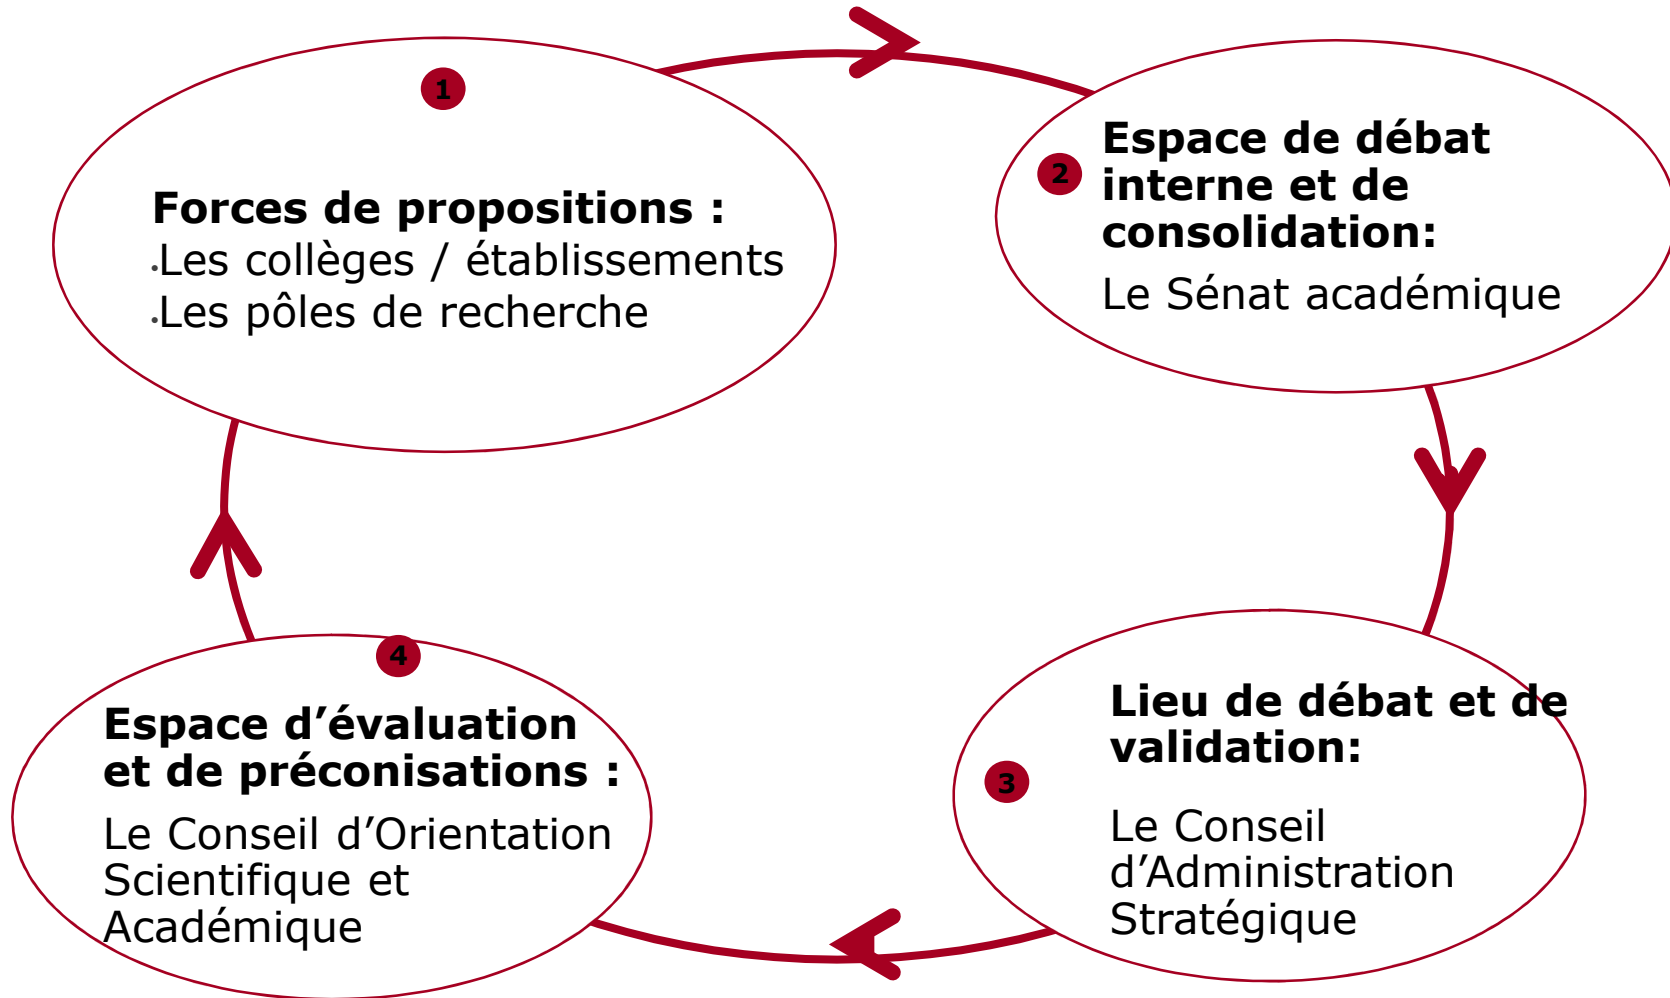 1
Forces de propositions :
•Les collèges / établissements
•Les pôles de recherche
2
Espace de débat
interne et de
consolidation:
Le Sénat académique
3
Lieu de débat et de
validation:
Le Conseil
d’Administration
Stratégique
4
Espace d’évaluation
et de préconisations :
Le Conseil d’Orientation
Scientifique et
Académique